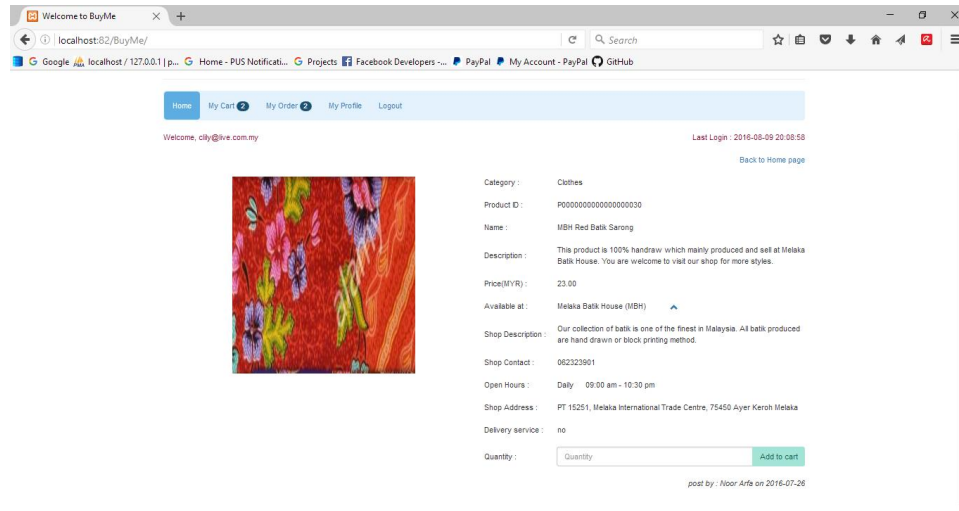 Welcome to BuyMe
localhost:82/BuyMe/
Search
Google localhost / 127.0.0.1 | p... Home - PUS Notificati... Projects Facebook Developers -... PayPal My Account - PayPal GitHub
Home My Cart 2 My Order 2 My Profile Logout
Welcome, clily@live.com.my Last Login : 2016-08-09 20:08:58
Back to Home page
Category : Clothes
Product ID : P0000000000000000030
Name : MBH Red Batik Sarong
Description : This product is 100% handraw which mainly produced and sell at Melaka
Batik House. You are welcome to visit our shop for more styles.
Price(MYR) : 23.00
Available at : Melaka Batik House (MBH)
Shop Description : Our collection of batik is one of the finest in Malaysia. All batik produced
are hand drawn or block printing method.
Shop Contact : 062323901
Open Hours : Daily 09:00 am - 10:30 pm
Shop Address : PT 15251, Melaka International Trade Centre, 75450 Ayer Keroh Melaka
Delivery service : no
Quantity : Quantity Add to cart
post by : Noor Arfa on 2016-07-26